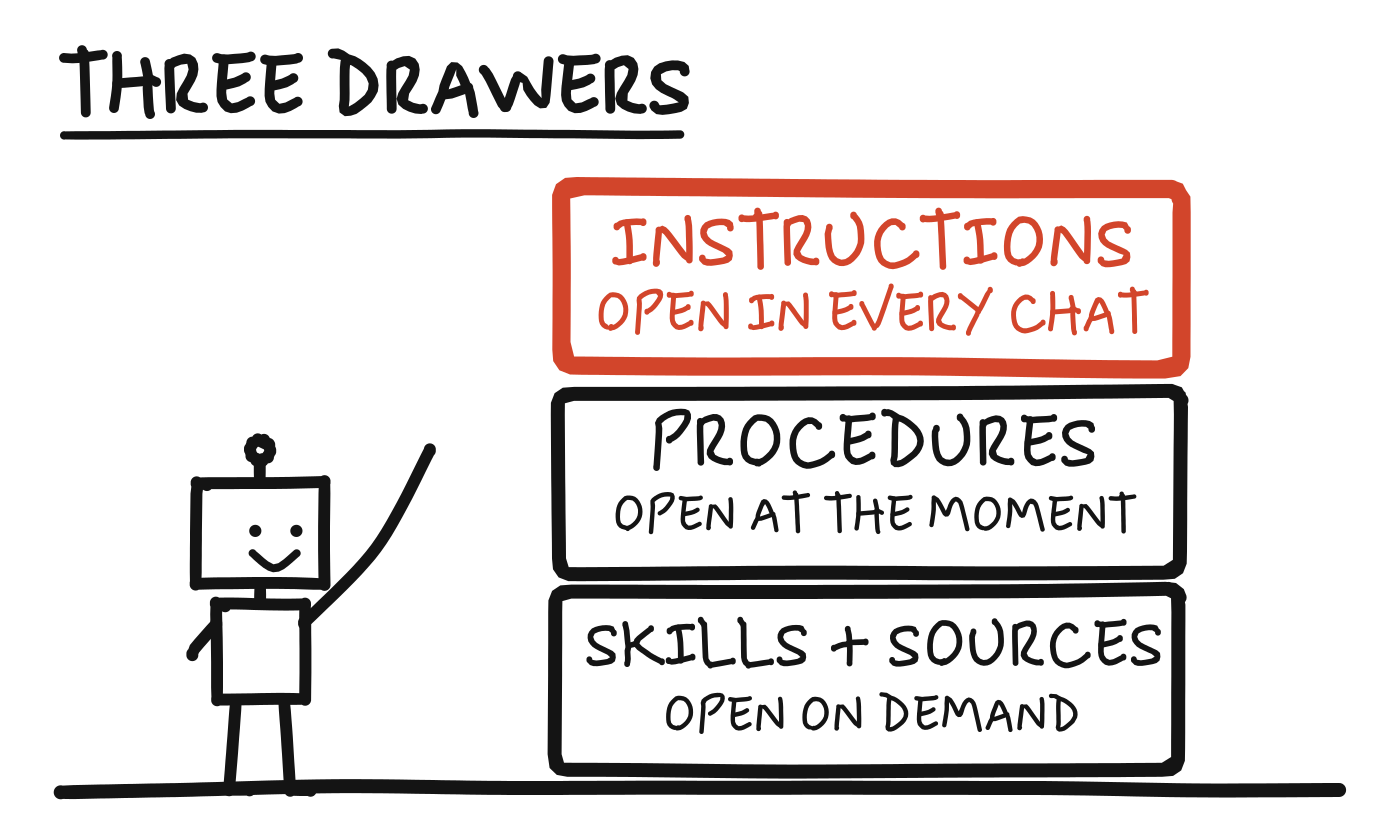 THREE DRAWERS
INSTRUCTIONS
OPEN IN EVERY CHAT
PROCEDURES
OPEN AT THE MOMENT
SKILLS + SOURCES
OPEN ON DEMAND